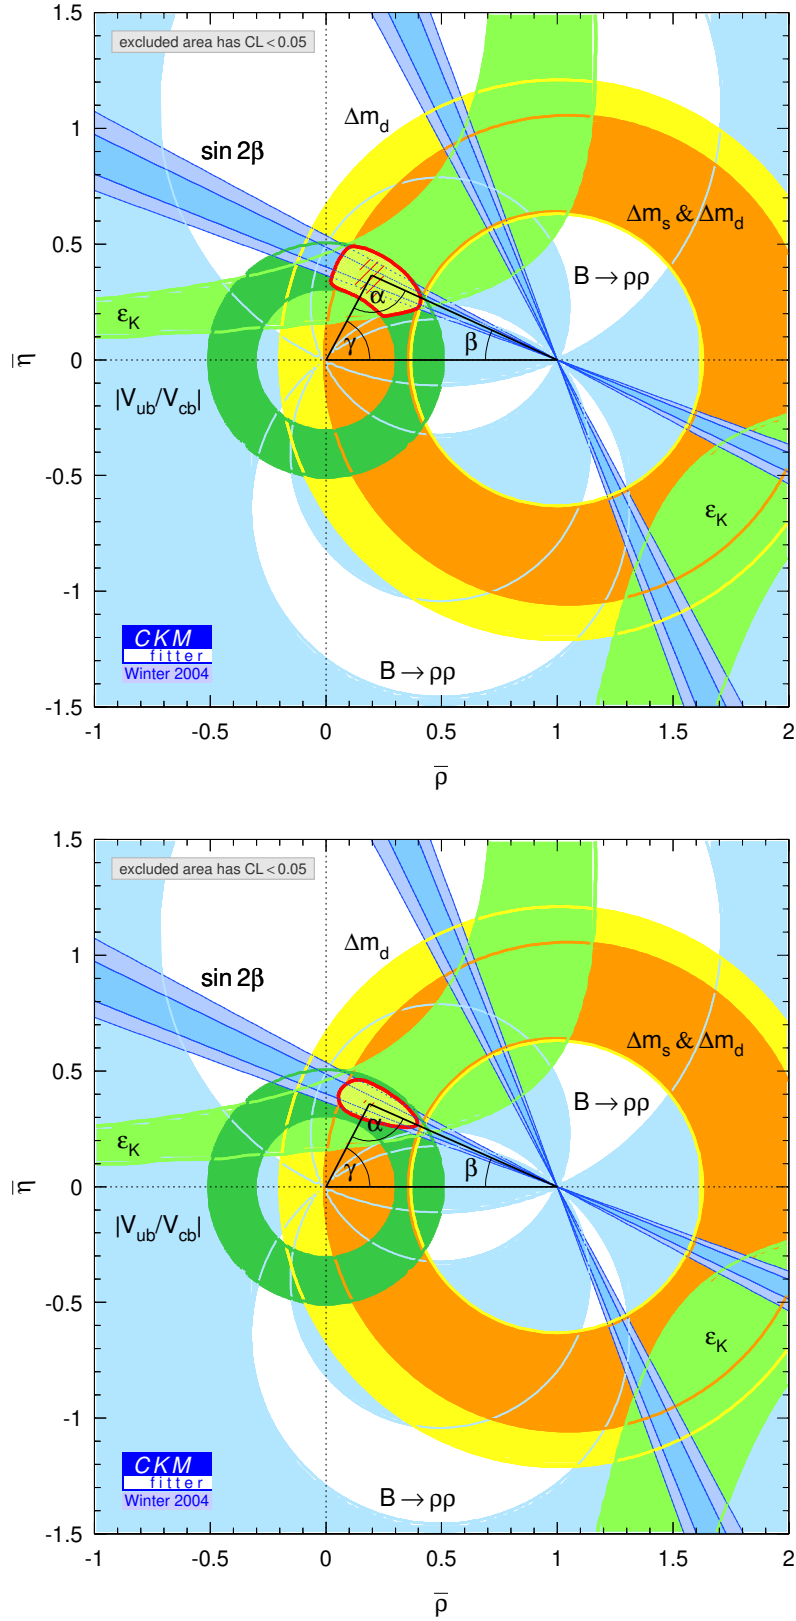 excluded area has CL < 0.05
1.5
Δm_d
sin 2β
1
Δm_s & Δm_d
0.5
B → ρρ
ε_K
α
γ
β
η̅
0
|V_ub/V_cb|
-0.5
ε_K
-1
CKM
fitter
Winter 2004
B → ρρ
-1.5
-1 -0.5 0 0.5 1 1.5 2
ρ̅
excluded area has CL < 0.05
1.5
Δm_d
sin 2β
1
Δm_s & Δm_d
B → ρρ
0.5
ε_K
α
γ
β
η̅
0
|V_ub/V_cb|
-0.5
ε_K
-1
CKM
fitter
Winter 2004
B → ρρ
-1.5
-1 -0.5 0 0.5 1 1.5 2
ρ̅